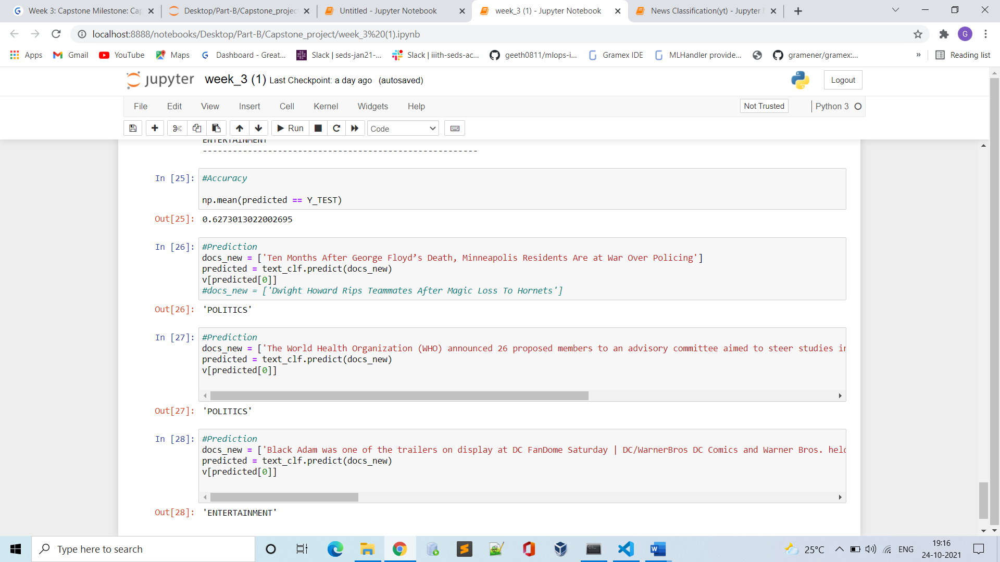 Week 3: Capstone Milestone: Cap
Desktop/Part-B/Capstone_projec
Untitled - Jupyter Notebook
week_3 (1) - Jupyter Notebook
News Classification(yt) - Jupyter N
localhost:8888/notebooks/Desktop/Part-B/Capstone_project/week_3%20(1).ipynb
G
Apps
Gmail
YouTube
Maps
Dashboard - Great...
Slack | seds-jan21-...
Slack | iiith-seds-ac...
geeth0811/mlops-i...
Gramex IDE
MLHandler provide...
gramener/gramex:...
»
Reading list
jupyter
week_3 (1) Last Checkpoint: a day ago (autosaved)
Logout
File Edit View Insert Cell Kernel Widgets Help
Not Trusted
Python 3
Run
Code
ENTERTAINMENT
-------------------------------------------------------
In [25]: #Accuracy
np.mean(predicted == Y_TEST)
Out[25]: 0.6273013022002695
In [26]: #Prediction
docs_new = ['Ten Months After George Floyd’s Death, Minneapolis Residents Are at War Over Policing']
predicted = text_clf.predict(docs_new)
v[predicted[0]]
#docs_new = ['Dwight Howard Rips Teammates After Magic Loss To Hornets']
Out[26]: 'POLITICS'
In [27]: #Prediction
docs_new = ['The World Health Organization (WHO) announced 26 proposed members to an advisory committee aimed to steer studies in
predicted = text_clf.predict(docs_new)
v[predicted[0]]
Out[27]: 'POLITICS'
In [28]: #Prediction
docs_new = ['Black Adam was one of the trailers on display at DC FanDome Saturday | DC/WarnerBros DC Comics and Warner Bros. held
predicted = text_clf.predict(docs_new)
v[predicted[0]]
Out[28]: 'ENTERTAINMENT'
Type here to search
25°C
ENG
19:16
24-10-2021